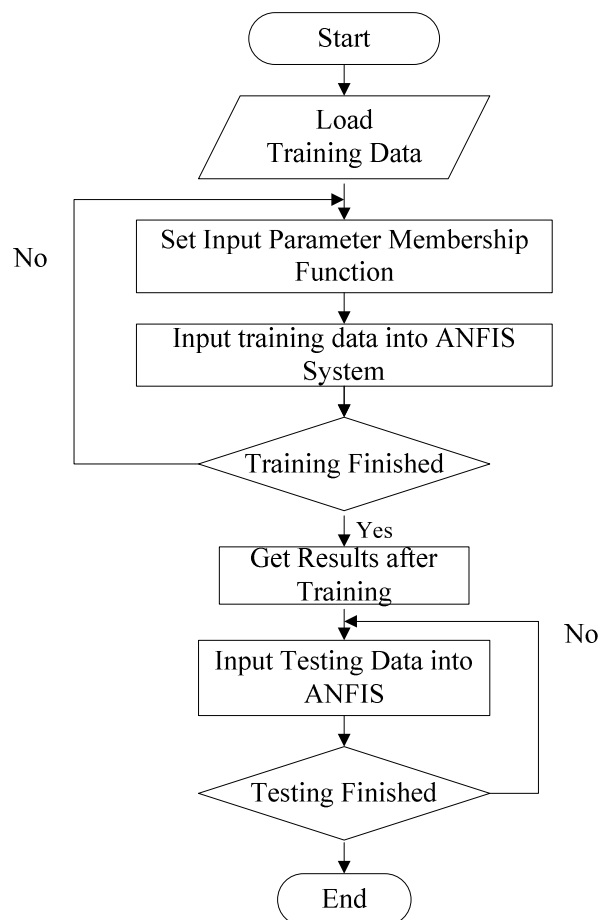 Start
Load
Training Data
No
Set Input Parameter Membership
Function
Input training data into ANFIS
System
Training Finished
Yes
Get Results after
Training
No
Input Testing Data into
ANFIS
Testing Finished
End